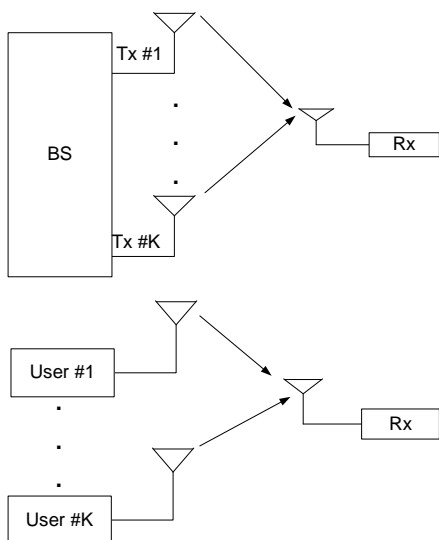 Tx #1
BS
Rx
Tx #K
User #1
Rx
User #K